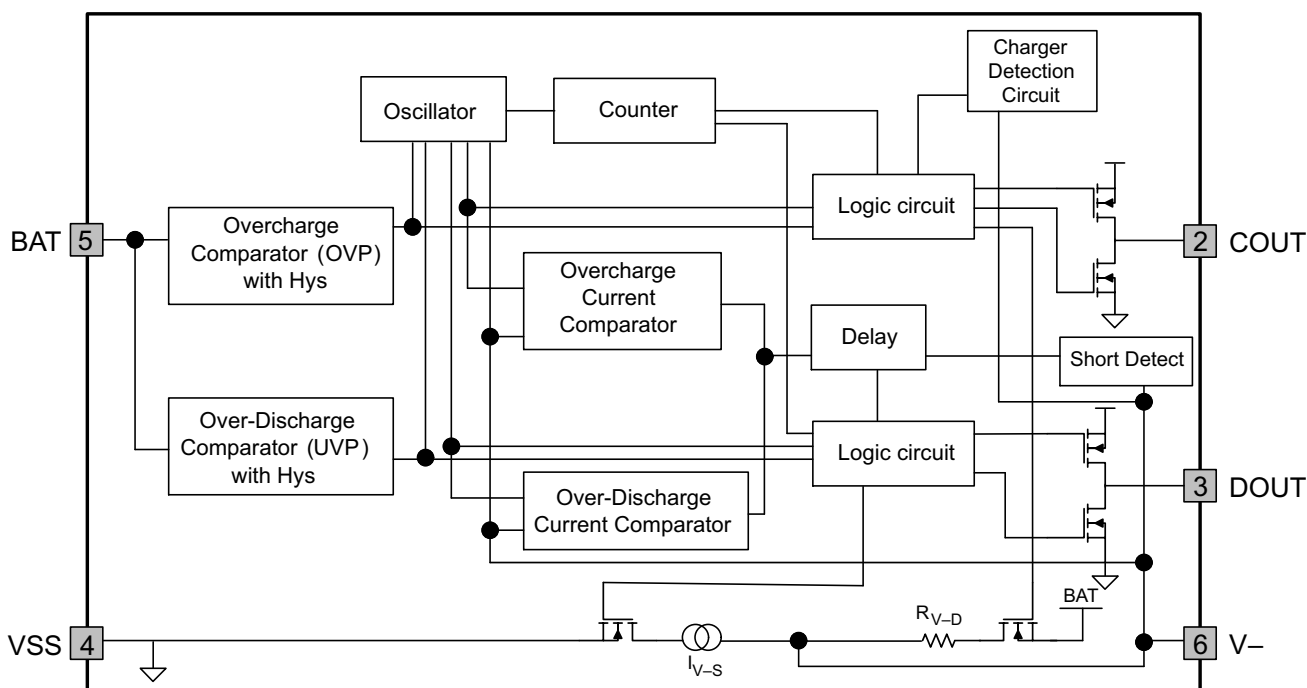 Charger
Detection
Circuit
Oscillator
Counter
Logic circuit
BAT 5
Overcharge
Comparator (OVP)
with Hys
2 COUT
Overcharge
Current
Comparator
Delay
Short Detect
Over-Discharge
Comparator (UVP)
with Hys
Logic circuit
Over-Discharge
Current Comparator
3 DOUT
BAT
RV–D
VSS 4
IV–S
6 V–